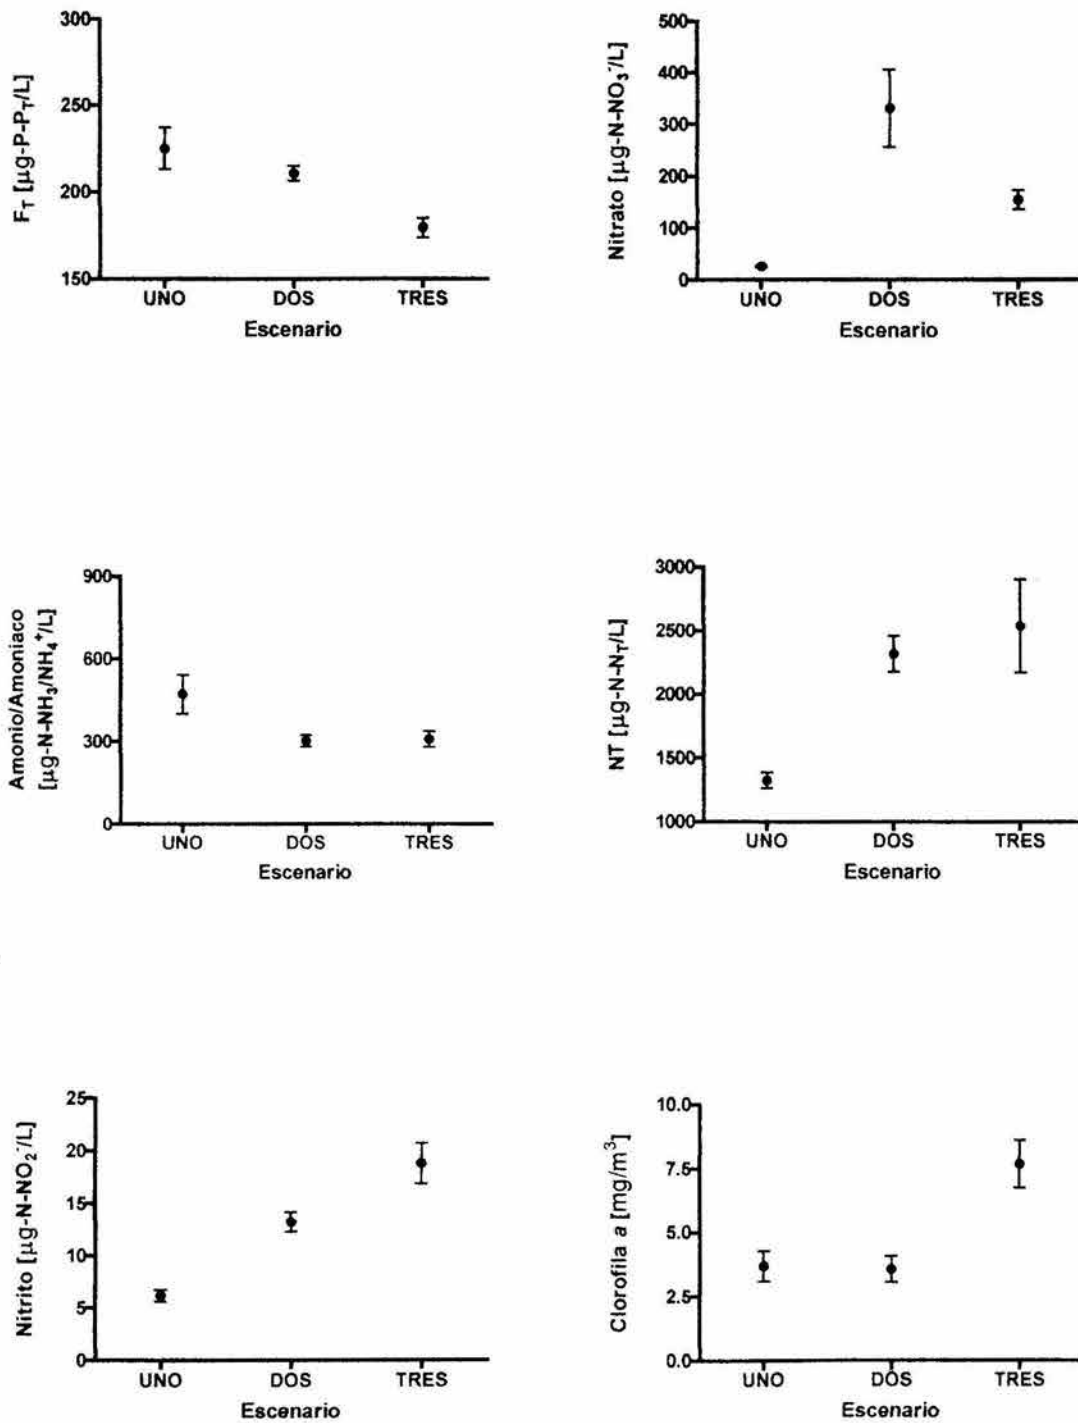 300
250
200
150
F_T [µg-P-P_T/L]
UNO DOS TRES
Escenario
500
400
300
200
100
0
Nitrato [µg-N-NO₃⁻/L]
UNO DOS TRES
Escenario
900
600
300
0
Amonio/Amoniaco
[µg-N-NH₃/NH₄⁺/L]
UNO DOS TRES
Escenario
3000
2500
2000
1500
1000
NT [µg-N-N_T/L]
UNO DOS TRES
Escenario
25
20
15
10
5
0
Nitrito [µg-N-NO₂⁻/L]
UNO DOS TRES
Escenario
10.0
7.5
5.0
2.5
0.0
Clorofila a [mg/m³]
UNO DOS TRES
Escenario